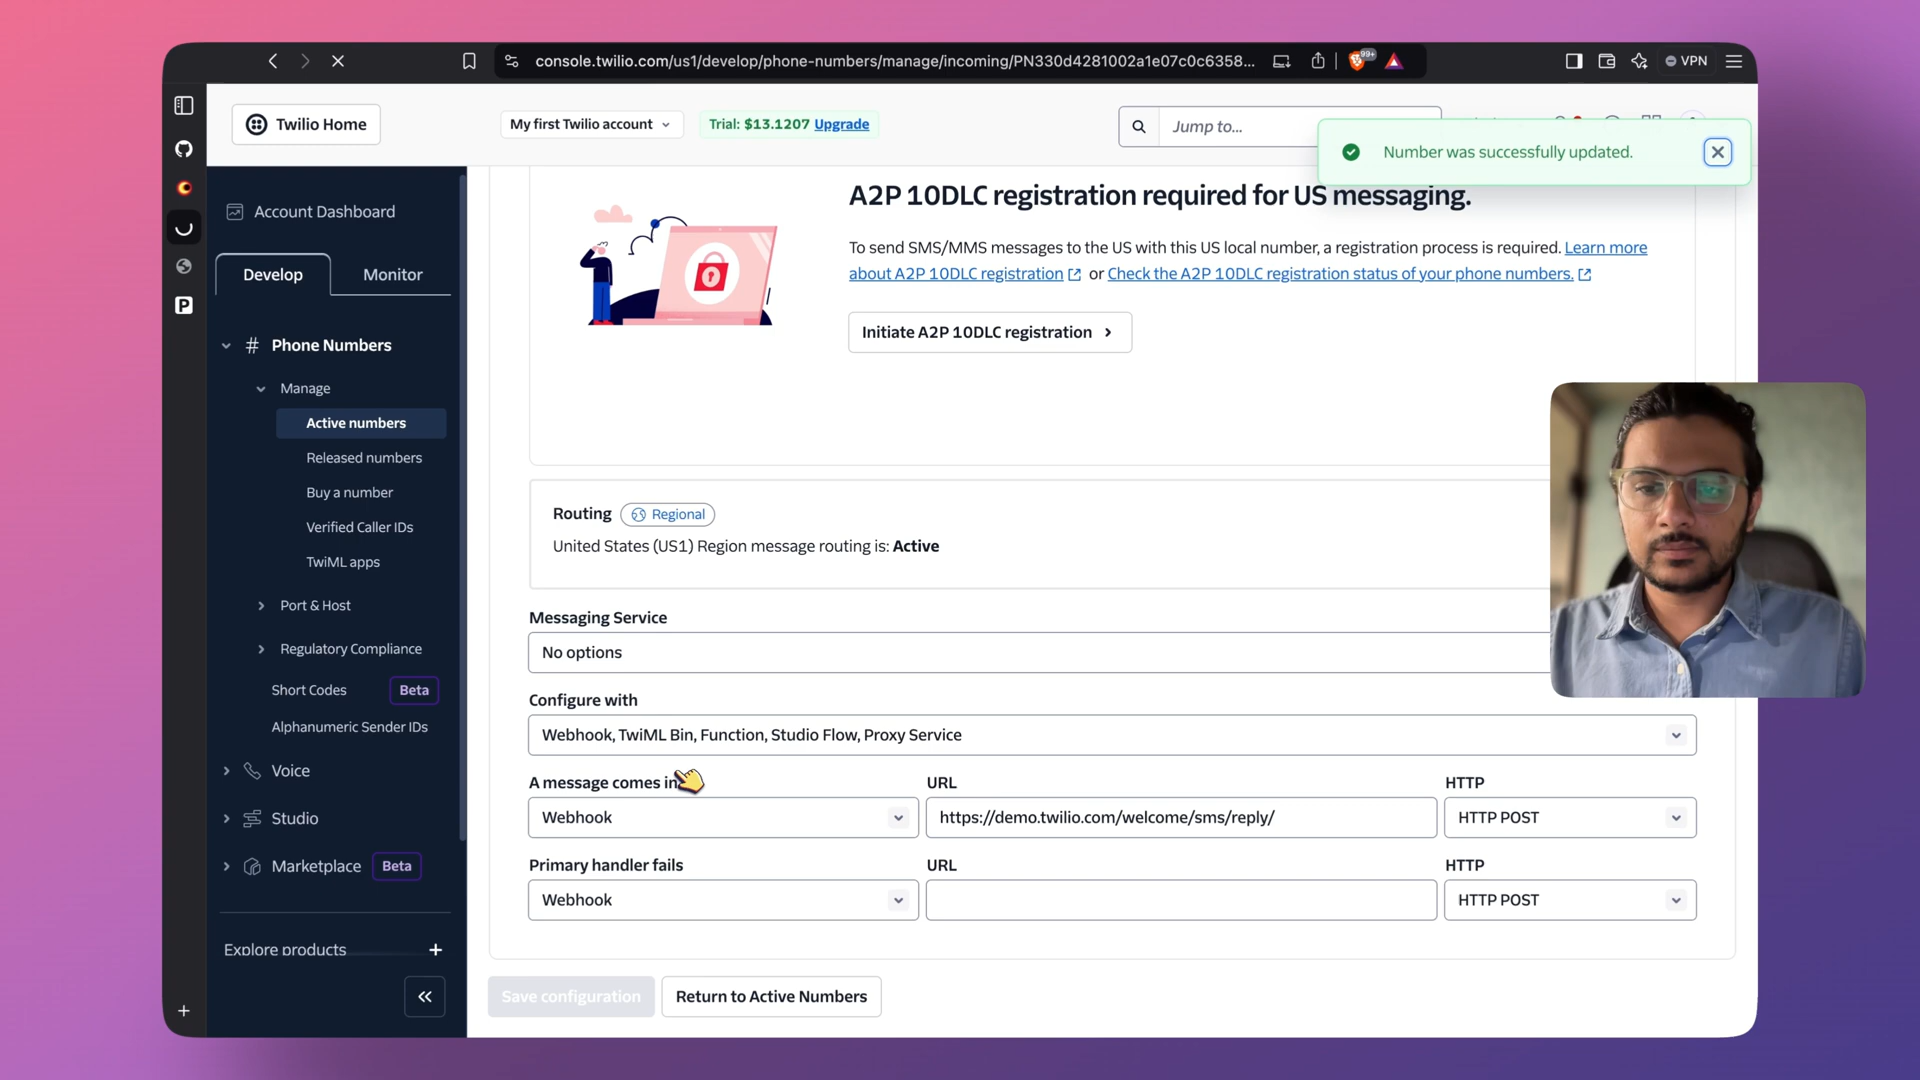 console.twilio.com/us1/develop/phone-numbers/manage/incoming/PN330d4281002a1e07c0c6358...
99+
VPN
Twilio Home
My first Twilio account
Trial: $13.1207 Upgrade
Jump to...
Number was successfully updated.
Account Dashboard
Develop
Monitor
Phone Numbers
Manage
Active numbers
Released numbers
Buy a number
Verified Caller IDs
TwiML apps
Port & Host
Regulatory Compliance
Short Codes Beta
Alphanumeric Sender IDs
Voice
Studio
Marketplace Beta
Explore products
A2P 10DLC registration required for US messaging.
To send SMS/MMS messages to the US with this US local number, a registration process is required. Learn more
about A2P 10DLC registration or Check the A2P 10DLC registration status of your phone numbers.
Initiate A2P 10DLC registration
Routing Regional
United States (US1) Region message routing is: Active
Messaging Service
No options
Configure with
Webhook, TwiML Bin, Function, Studio Flow, Proxy Service
A message comes in URL HTTP
Webhook https://demo.twilio.com/welcome/sms/reply/ HTTP POST
Primary handler fails URL HTTP
Webhook HTTP POST
Save configuration Return to Active Numbers